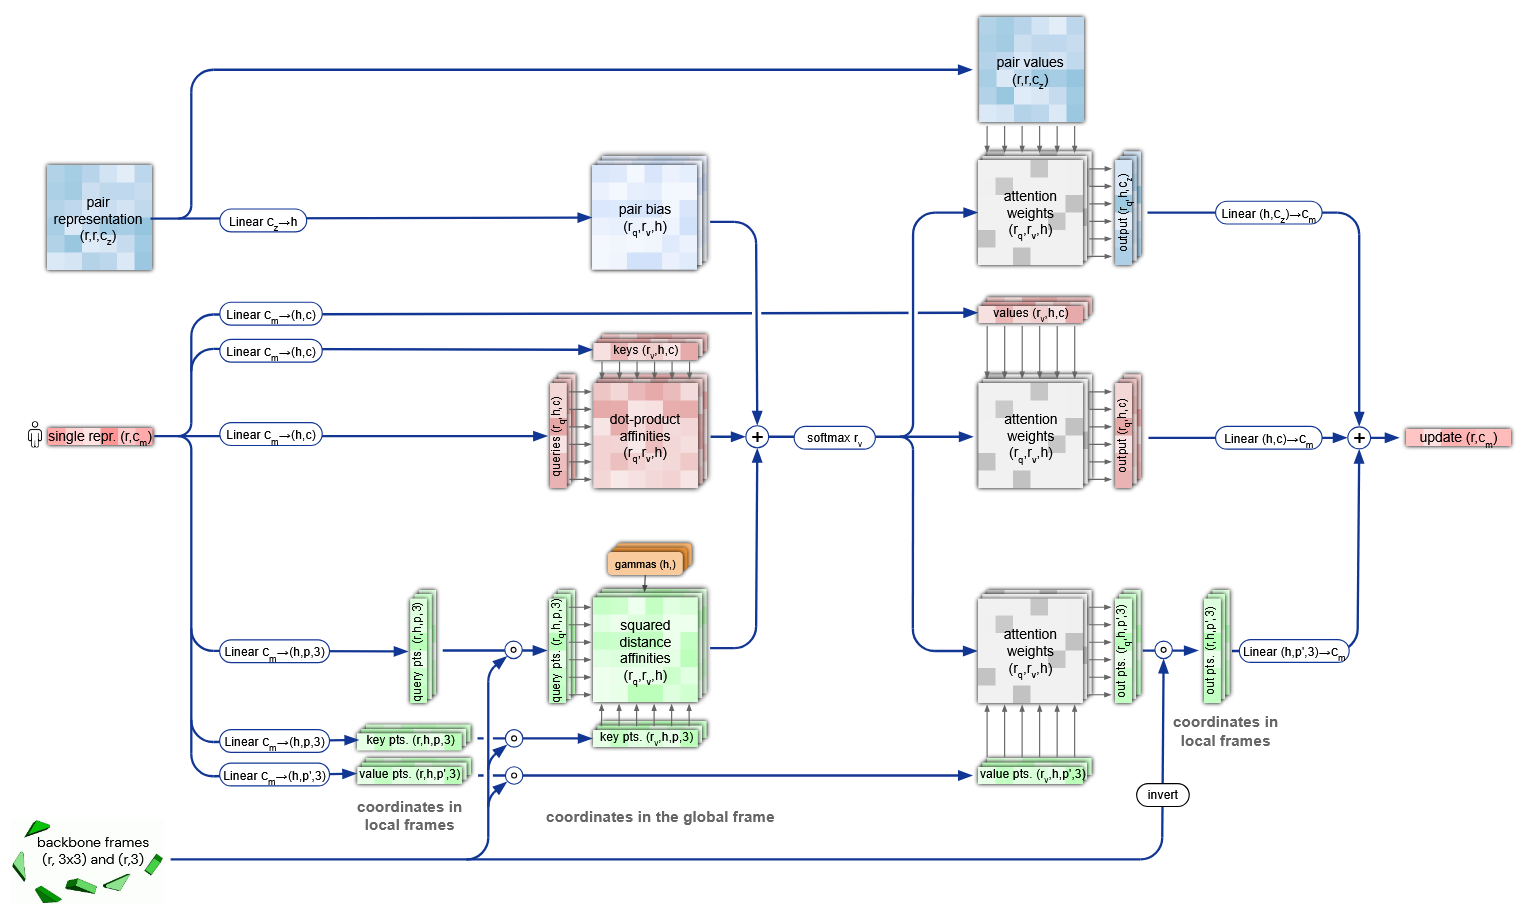 pair values
(r,r,c_z)
pair
representation
(r,r,c_z)
Linear c_z→h
pair bias
(r_q,r_v,h)
attention
weights
(r_q,r_v,h)
output (r_q,h,c_z)
Linear (h,c_z)→c_m
Linear c_m→(h,c)
values (r_v,h,c)
Linear c_m→(h,c)
keys (r_v,h,c)
single repr. (r,c_m)
Linear c_m→(h,c)
queries (r_q,h,c)
dot-product
affinities
(r_q,r_v,h)
+
softmax r_v
attention
weights
(r_q,r_v,h)
output (r_q,h,c)
Linear (h,c)→c_m
+
update (r,c_m)
gammas (h,)
Linear c_m→(h,p,3)
query pts. (r,h,p,3)
query pts. (r_q,h,p,3)
squared
distance
affinities
(r_q,r_v,h)
attention
weights
(r_q,r_v,h)
out pts. (r_q,h,p',3)
out pts. (r,h,p',3)
Linear (h,p',3)→c_m
coordinates in
local frames
Linear c_m→(h,p,3)
key pts. (r,h,p,3)
key pts. (r_v,h,p,3)
Linear c_m→(h,p',3)
value pts. (r,h,p',3)
value pts. (r_v,h,p',3)
coordinates in
local frames
coordinates in the global frame
invert
backbone frames
(r, 3x3) and (r,3)